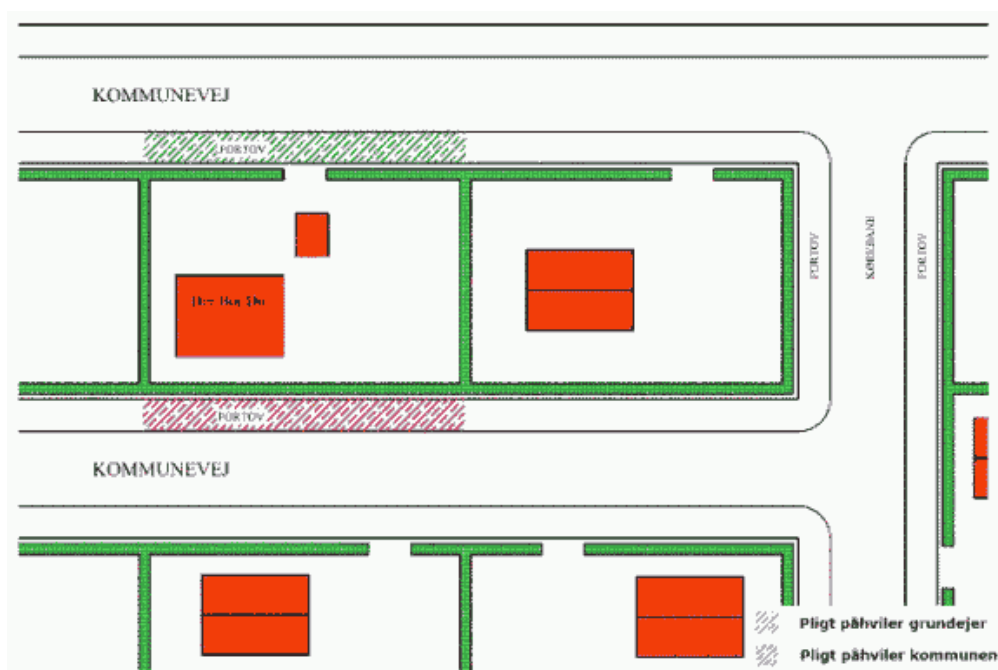 KOMMUNEVEJ
FORTOV
FORTOV
KØREBANE
FORTOV
FORTOV
KOMMUNEVEJ
Pligt påhviler grundejer
Pligt påhviler kommunen